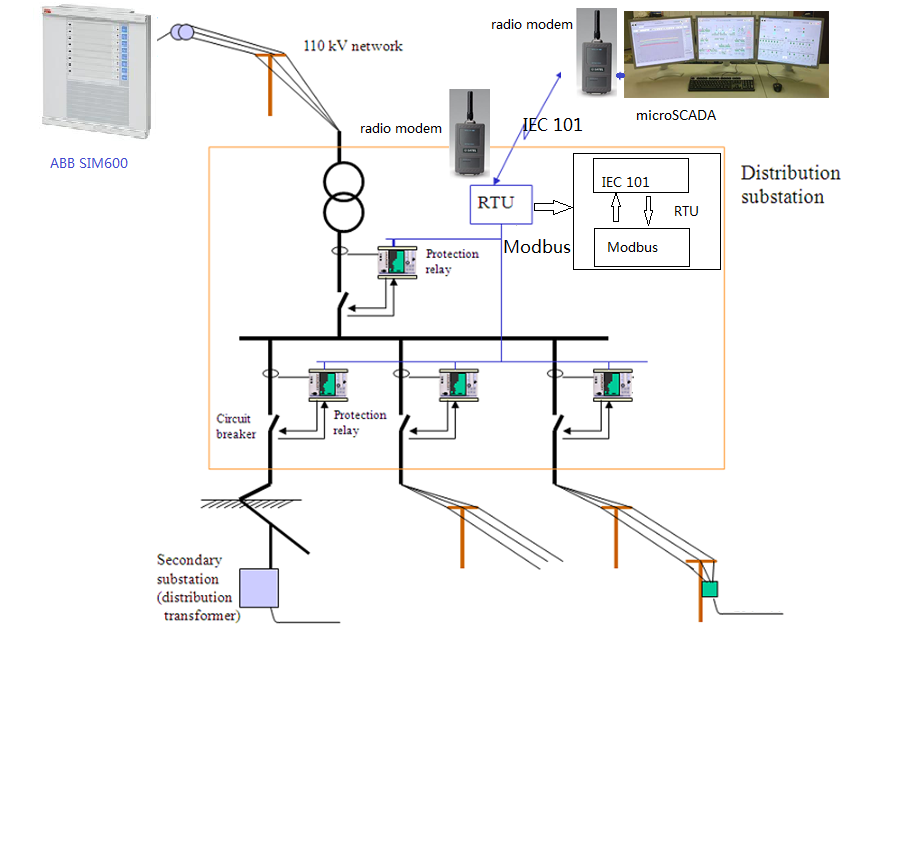 radio modem
110 kV network
radio modem
IEC 101
microSCADA
ABB SIM600
Distribution
substation
IEC 101
RTU
RTU
Modbus
Modbus
Protection
relay
Circuit
breaker
Protection
relay
Secondary
substation
(distribution
transformer)